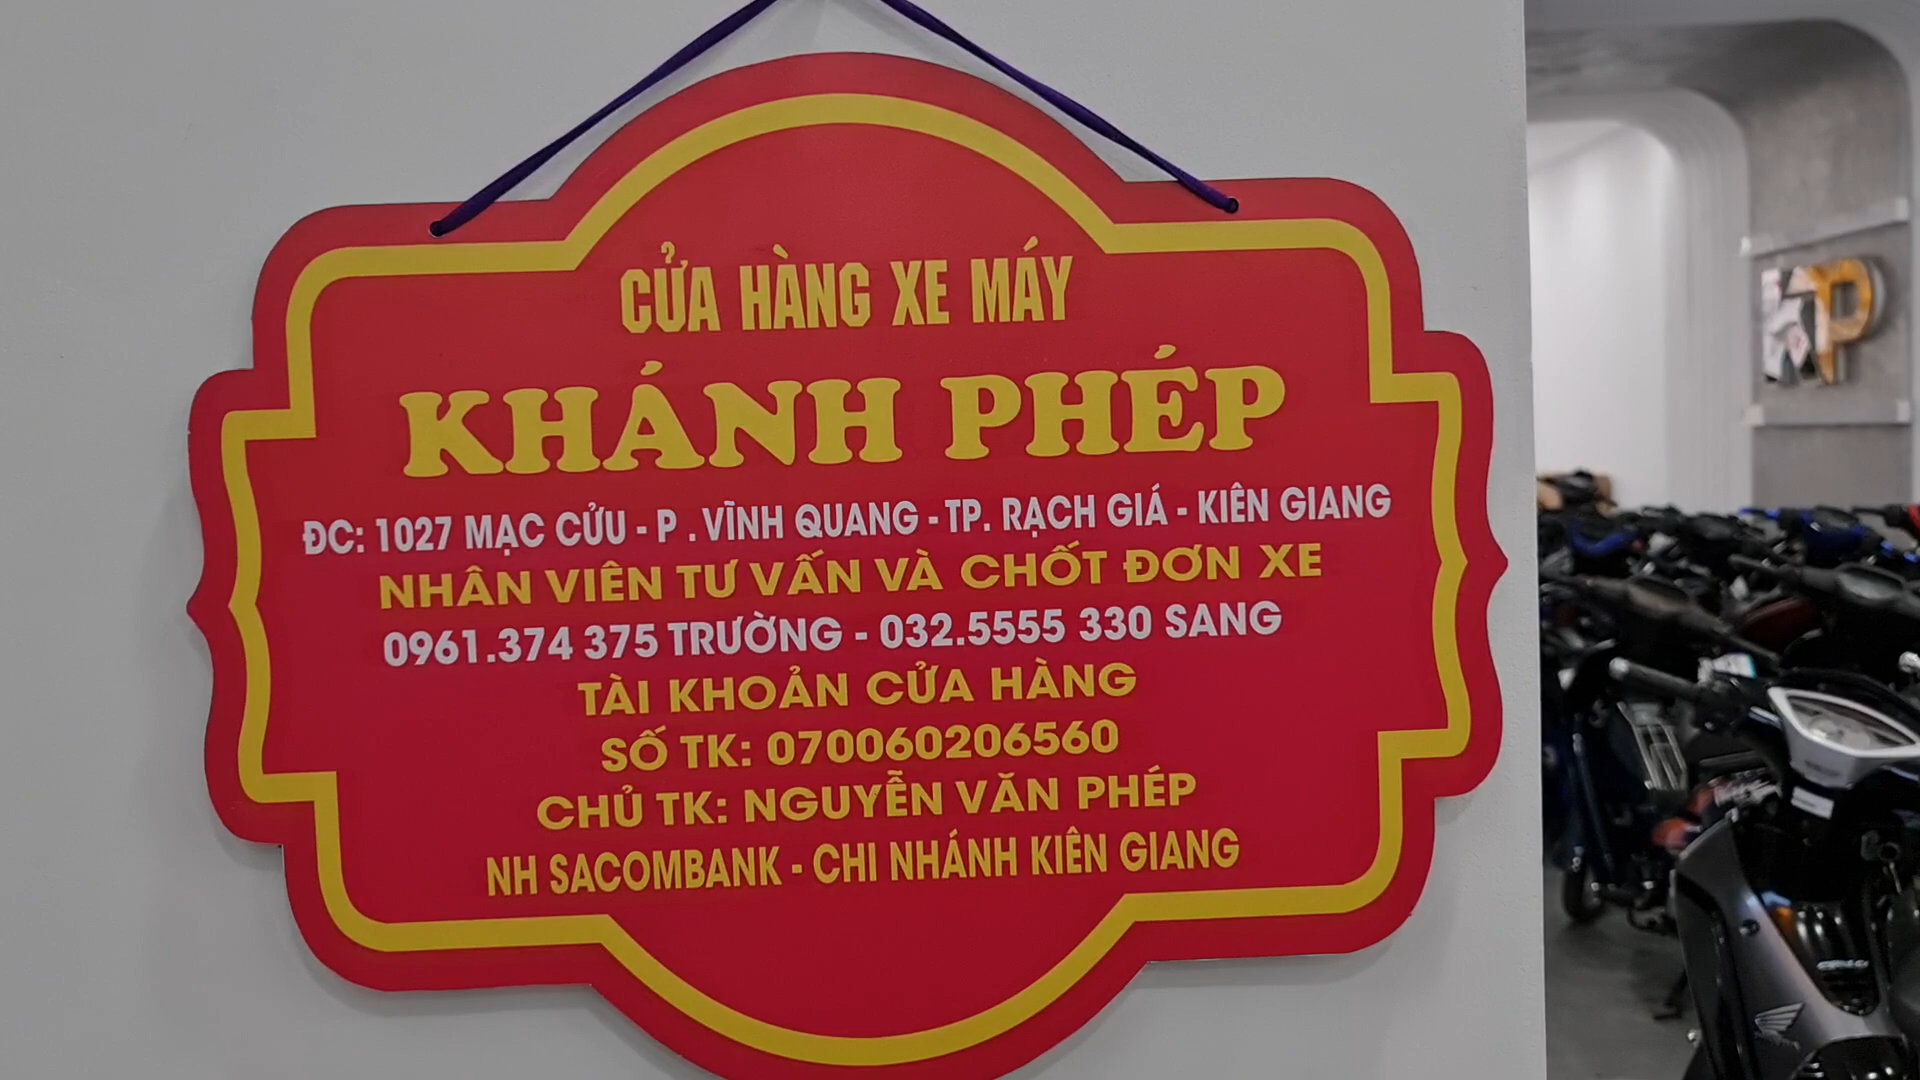 CỬA HÀNG XE MÁY
KHÁNH PHÉP
ĐC: 1027 MẠC CỬU - P . VĨNH QUANG - TP. RẠCH GIÁ - KIÊN GIANG
NHÂN VIÊN TƯ VẤN VÀ CHỐT ĐƠN XE
0961.374 375 TRƯỜNG - 032.5555 330 SANG
TÀI KHOẢN CỬA HÀNG
SỐ TK: 070060206560
CHỦ TK: NGUYỄN VĂN PHÉP
NH SACOMBANK - CHI NHÁNH KIÊN GIANG
KP